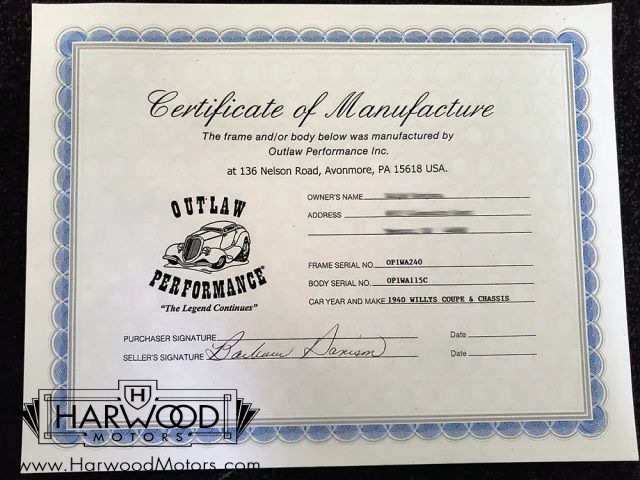 Certificate of Manufacture
The frame and/or body below was manufactured by
Outlaw Performance Inc.
at 136 Nelson Road, Avonmore, PA 15618 USA.
OUTLAW
PERFORMANCE
"The Legend Continues"
OWNER'S NAME
ADDRESS
FRAME SERIAL NO. OP1WA240
BODY SERIAL NO. OP1WA115C
CAR YEAR AND MAKE 1940 WILLYS COUPE & CHASSIS
PURCHASER SIGNATURE Date
SELLER'S SIGNATURE Barbara Date
H
HARWOOD
MOTORS
www.HarwoodMotors.com